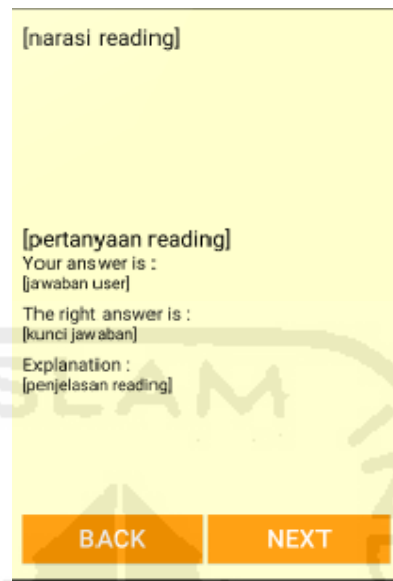 [narasi reading]
[pertanyaan reading]
Your answer is :
[jawaban user]
The right answer is :
[kunci jawaban]
Explanation :
[penjelasan reading]
SLAM
BACK
NEXT